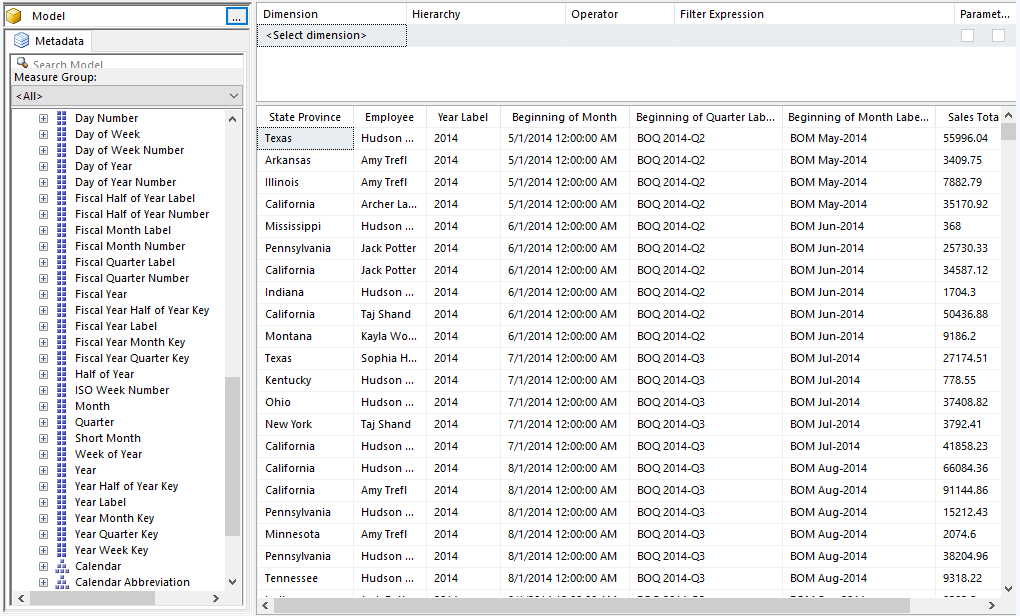 Model
...
Metadata
Search Model
Measure Group:
<All>
Day Number
Day of Week
Day of Week Number
Day of Year
Day of Year Number
Fiscal Half of Year Label
Fiscal Half of Year Number
Fiscal Month Label
Fiscal Month Number
Fiscal Quarter Label
Fiscal Quarter Number
Fiscal Year
Fiscal Year Half of Year Key
Fiscal Year Label
Fiscal Year Month Key
Fiscal Year Quarter Key
Half of Year
ISO Week Number
Month
Quarter
Short Month
Week of Year
Year
Year Half of Year Key
Year Label
Year Month Key
Year Quarter Key
Year Week Key
Calendar
Calendar Abbreviation
Dimension Hierarchy Operator Filter Expression Paramet...
<Select dimension>
State Province Employee Year Label Beginning of Month Beginning of Quarter Lab... Beginning of Month Labe... Sales Tota
Texas Hudson ... 2014 5/1/2014 12:00:00 AM BOQ 2014-Q2 BOM May-2014 55996.04
Arkansas Amy Trefl 2014 5/1/2014 12:00:00 AM BOQ 2014-Q2 BOM May-2014 3409.75
Illinois Amy Trefl 2014 5/1/2014 12:00:00 AM BOQ 2014-Q2 BOM May-2014 7882.79
California Archer La... 2014 5/1/2014 12:00:00 AM BOQ 2014-Q2 BOM May-2014 35170.92
Mississippi Hudson ... 2014 6/1/2014 12:00:00 AM BOQ 2014-Q2 BOM Jun-2014 368
Pennsylvania Jack Potter 2014 6/1/2014 12:00:00 AM BOQ 2014-Q2 BOM Jun-2014 25730.33
California Jack Potter 2014 6/1/2014 12:00:00 AM BOQ 2014-Q2 BOM Jun-2014 34587.12
Indiana Hudson ... 2014 6/1/2014 12:00:00 AM BOQ 2014-Q2 BOM Jun-2014 1704.3
California Taj Shand 2014 6/1/2014 12:00:00 AM BOQ 2014-Q2 BOM Jun-2014 50436.88
Montana Kayla Wo... 2014 6/1/2014 12:00:00 AM BOQ 2014-Q2 BOM Jun-2014 9186.2
Texas Sophia H... 2014 7/1/2014 12:00:00 AM BOQ 2014-Q3 BOM Jul-2014 27174.51
Kentucky Hudson ... 2014 7/1/2014 12:00:00 AM BOQ 2014-Q3 BOM Jul-2014 778.55
Ohio Hudson ... 2014 7/1/2014 12:00:00 AM BOQ 2014-Q3 BOM Jul-2014 37408.82
New York Taj Shand 2014 7/1/2014 12:00:00 AM BOQ 2014-Q3 BOM Jul-2014 3792.41
California Hudson ... 2014 7/1/2014 12:00:00 AM BOQ 2014-Q3 BOM Jul-2014 41858.23
California Hudson ... 2014 8/1/2014 12:00:00 AM BOQ 2014-Q3 BOM Aug-2014 66084.36
California Amy Trefl 2014 8/1/2014 12:00:00 AM BOQ 2014-Q3 BOM Aug-2014 91144.86
Pennsylvania Hudson ... 2014 8/1/2014 12:00:00 AM BOQ 2014-Q3 BOM Aug-2014 15212.43
Minnesota Amy Trefl 2014 8/1/2014 12:00:00 AM BOQ 2014-Q3 BOM Aug-2014 2074.6
Pennsylvania Hudson ... 2014 8/1/2014 12:00:00 AM BOQ 2014-Q3 BOM Aug-2014 38204.96
Tennessee Hudson ... 2014 8/1/2014 12:00:00 AM BOQ 2014-Q3 BOM Aug-2014 9318.22